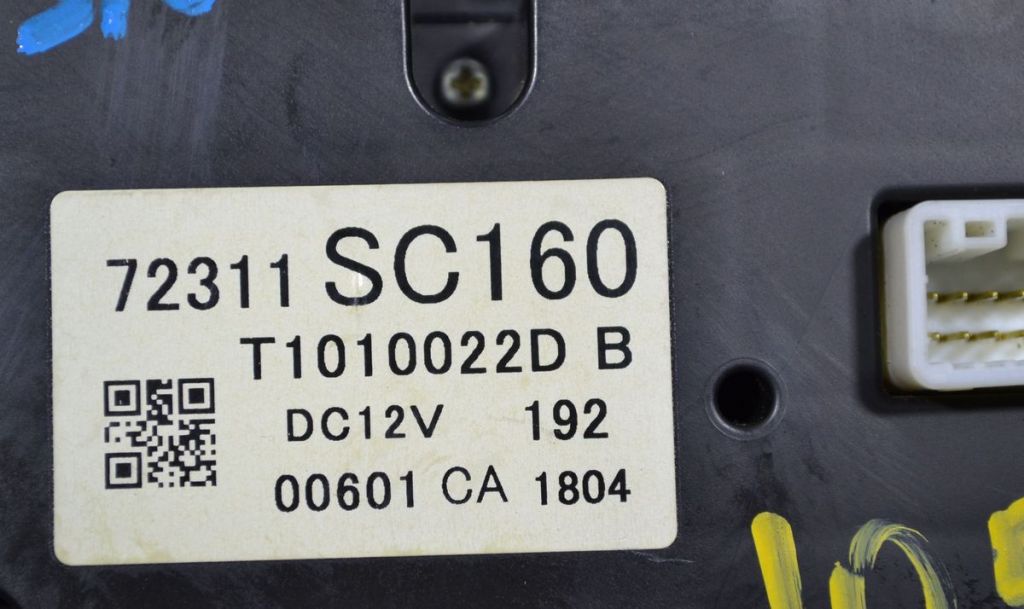 72311 SC160
T1010022D B
DC12V 192
00601 CA 1804